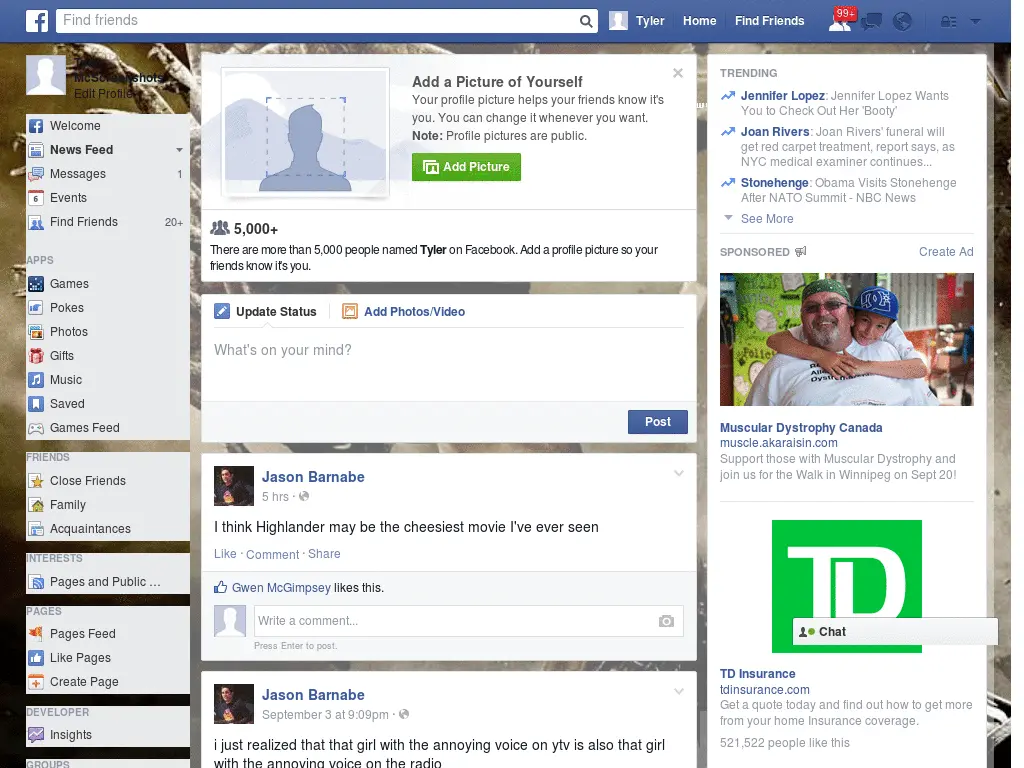 Find friends
Tyler
Home
Find Friends
99+
McScreenshots
Edit Profile
Welcome
News Feed
Messages 1
Events
Find Friends 20+
APPS
Games
Pokes
Photos
Gifts
Music
Saved
Games Feed
FRIENDS
Close Friends
Family
Acquaintances
INTERESTS
Pages and Public ...
PAGES
Pages Feed
Like Pages
Create Page
DEVELOPER
Insights
GROUPS
Add a Picture of Yourself
Your profile picture helps your friends know it's
you. You can change it whenever you want.
Note: Profile pictures are public.
Add Picture
5,000+
There are more than 5,000 people named Tyler on Facebook. Add a profile picture so your
friends know it's you.
Update Status
Add Photos/Video
What's on your mind?
Post
Jason Barnabe
5 hrs ·
I think Highlander may be the cheesiest movie I've ever seen
Like · Comment · Share
Gwen McGimpsey likes this.
Write a comment...
Press Enter to post.
Jason Barnabe
September 3 at 9:09pm ·
i just realized that that girl with the annoying voice on ytv is also that girl
with the annoying voice on the radio
TRENDING
Jennifer Lopez: Jennifer Lopez Wants
You to Check Out Her 'Booty'
Joan Rivers: Joan Rivers' funeral will
get red carpet treatment, report says, as
NYC medical examiner continues...
Stonehenge: Obama Visits Stonehenge
After NATO Summit - NBC News
See More
SPONSORED
Create Ad
Muscular Dystrophy Canada
muscle.akaraisin.com
Support those with Muscular Dystrophy and
join us for the Walk in Winnipeg on Sept 20!
TD
Chat
TD Insurance
tdinsurance.com
Get a quote today and find out how to get more
from your home Insurance coverage.
521,522 people like this